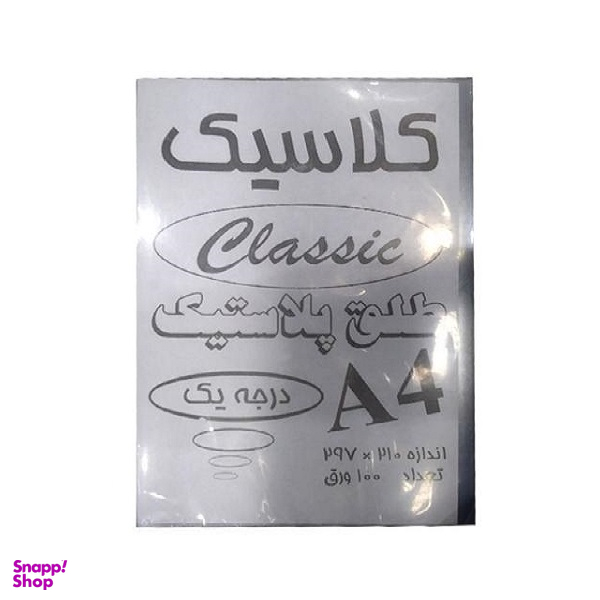 کلاسیک
Classic
طلق پلاستیک
A4
درجه یک
اندازه ۲۱۰ × ۲۹۷
تعداد ۱۰۰ ورق
Snapp!
Shop